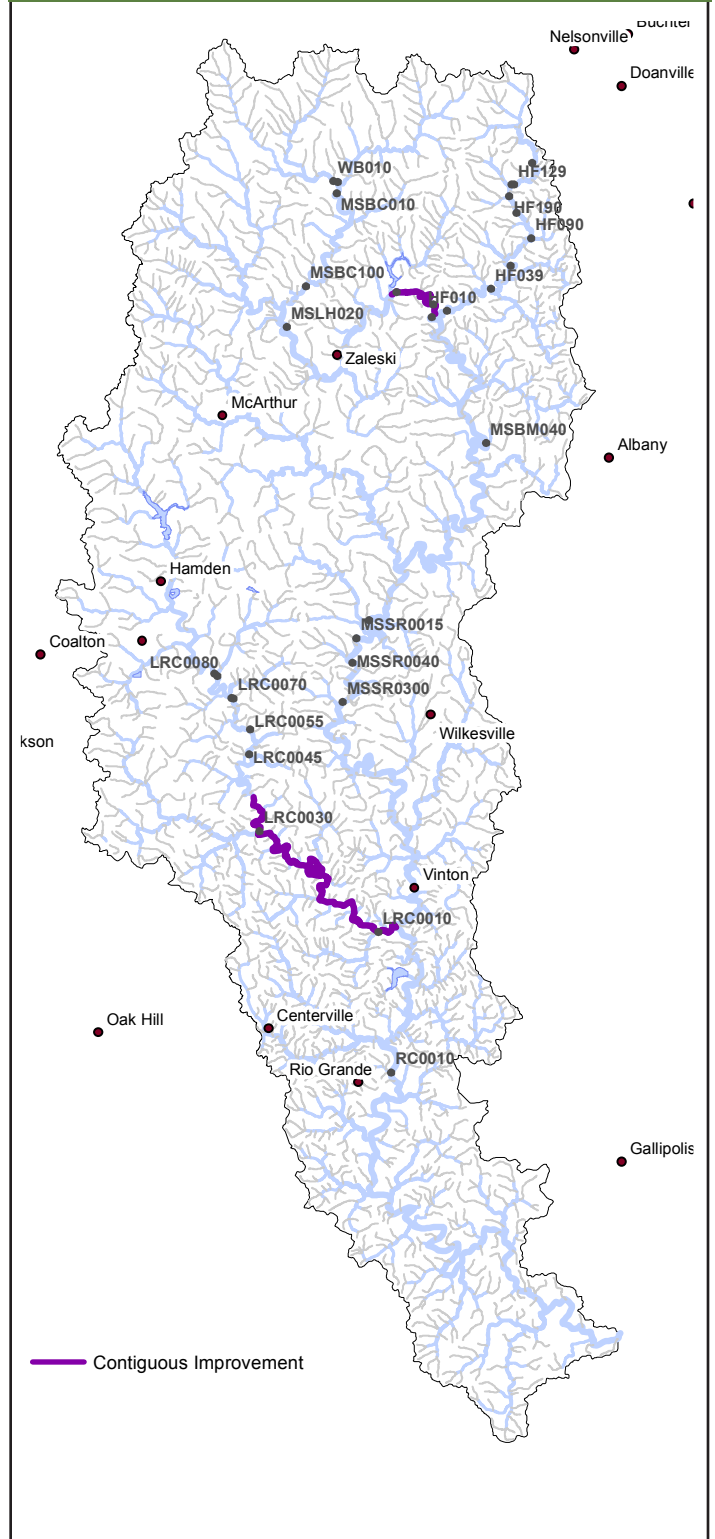 Buchtel
Nelsonville
Doanville
WB010
HF129
MSBC010
HF190
HF090
MSBC100
HF039
HF010
MSLH020
Zaleski
McArthur
MSBM040
Albany
Hamden
MSSR0015
Coalton
LRC0080
MSSR0040
LRC0070
MSSR0300
LRC0055
Wilkesville
kson
LRC0045
LRC0030
Vinton
LRC0010
Centerville
Oak Hill
RC0010
Rio Grande
Gallipolis
Contiguous Improvement